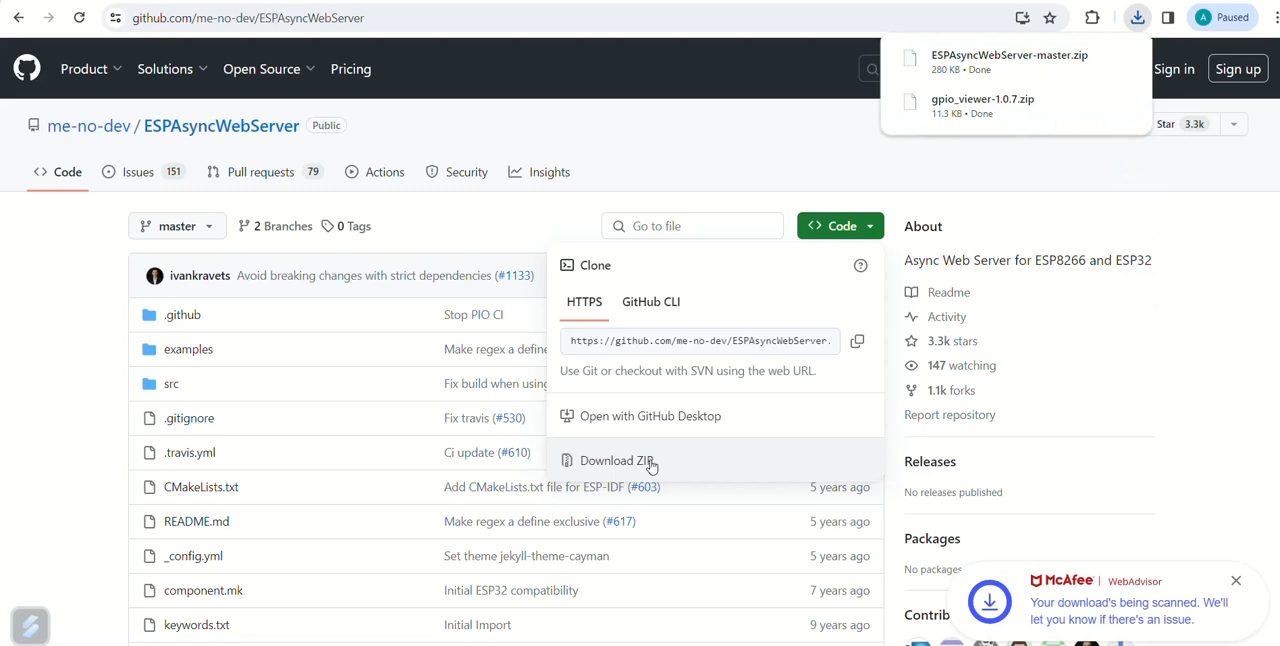 github.com/me-no-dev/ESPAsyncWebServer
A Paused
ESPAsyncWebServer-master.zip
280 KB • Done
gpio_viewer-1.0.7.zip
11.3 KB • Done
Product Solutions Open Source Pricing
Sign in Sign up
me-no-dev / ESPAsyncWebServer Public
Star 3.3k
Code Issues 151 Pull requests 79 Actions Security Insights
master 2 Branches 0 Tags Go to file <> Code
About
Async Web Server for ESP8266 and ESP32
Readme
Activity
3.3k stars
147 watching
1.1k forks
Report repository
Releases
No releases published
Packages
No packages
Contrib
Clone
HTTPS GitHub CLI
https://github.com/me-no-dev/ESPAsyncWebServer.
Use Git or checkout with SVN using the web URL.
Open with GitHub Desktop
Download ZIP
ivankravets Avoid breaking changes with strict dependencies (#1133)
.github Stop PIO CI
examples Make regex a define
src Fix build when using
.gitignore Fix travis (#530)
.travis.yml Ci update (#610)
CMakeLists.txt Add CMakeLists.txt file for ESP-IDF (#603) 5 years ago
README.md Make regex a define exclusive (#617) 5 years ago
_config.yml Set theme jekyll-theme-cayman 5 years ago
component.mk Initial ESP32 compatibility 7 years ago
keywords.txt Initial Import 9 years ago
McAfee | WebAdvisor
Your download's being scanned. We'll
let you know if there's an issue.